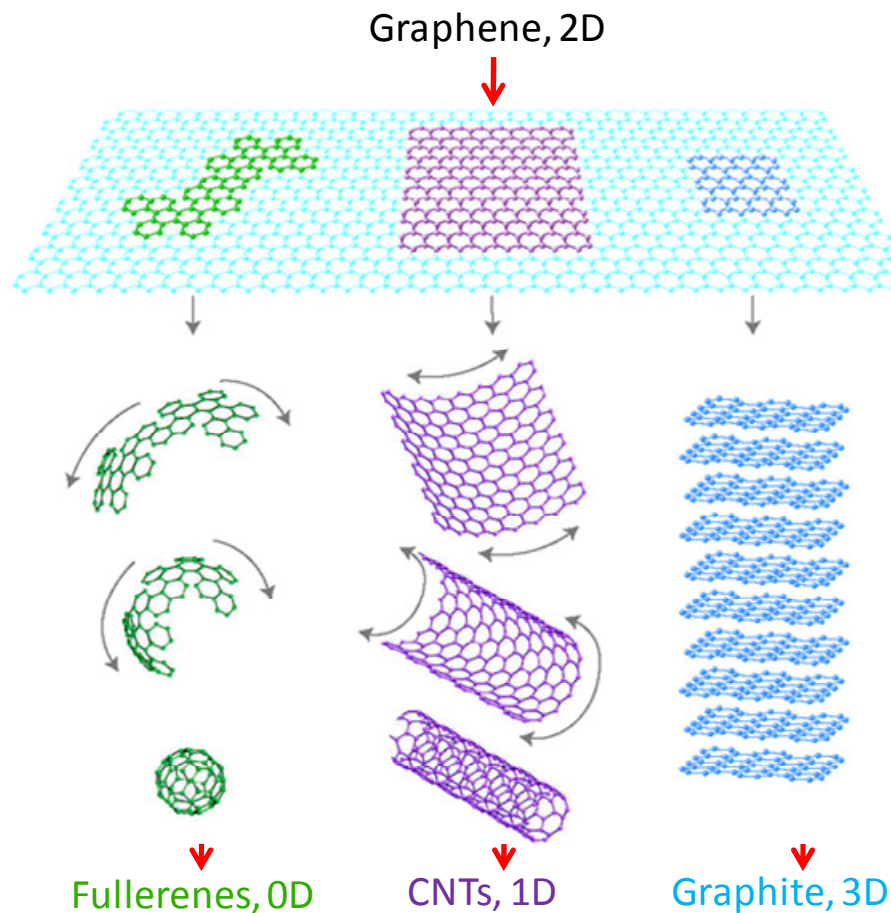 Graphene, 2D
Fullerenes, 0D
CNTs, 1D
Graphite, 3D